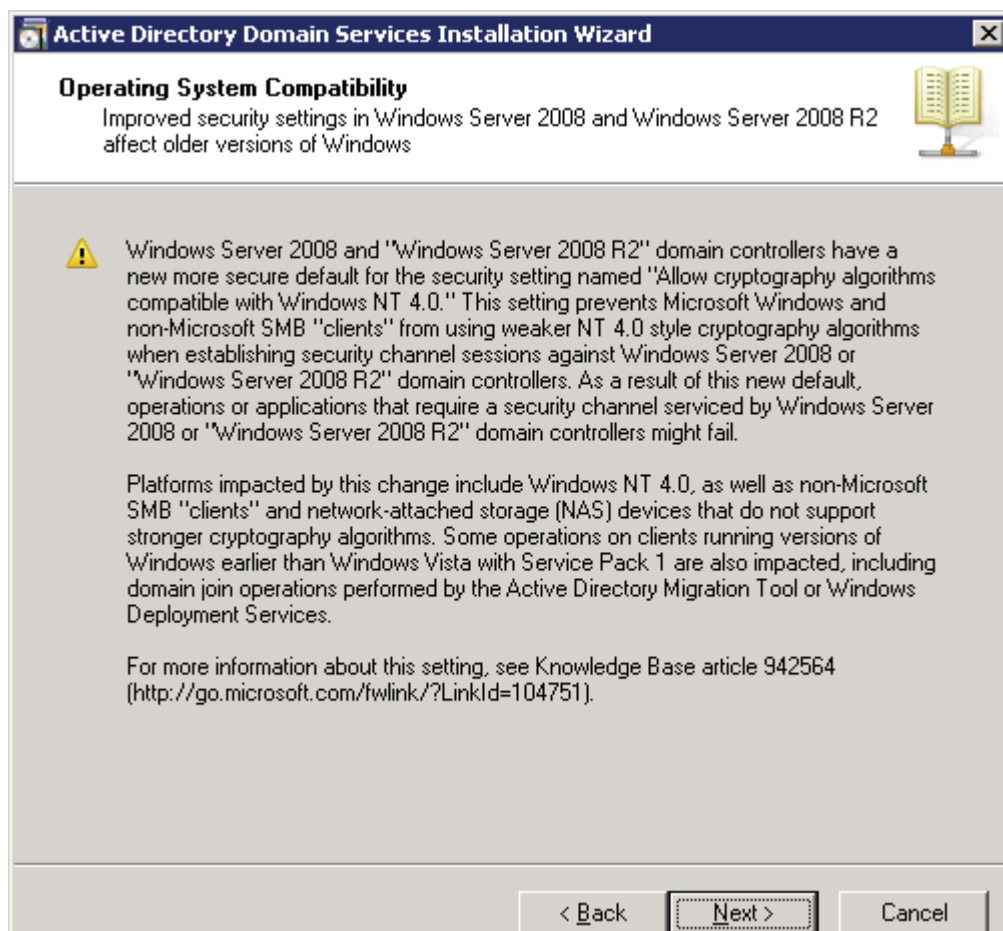 Active Directory Domain Services Installation Wizard
Operating System Compatibility
Improved security settings in Windows Server 2008 and Windows Server 2008 R2
affect older versions of Windows
Windows Server 2008 and "Windows Server 2008 R2" domain controllers have a
new more secure default for the security setting named "Allow cryptography algorithms
compatible with Windows NT 4.0." This setting prevents Microsoft Windows and
non-Microsoft SMB "clients" from using weaker NT 4.0 style cryptography algorithms
when establishing security channel sessions against Windows Server 2008 or
"Windows Server 2008 R2" domain controllers. As a result of this new default,
operations or applications that require a security channel serviced by Windows Server
2008 or "Windows Server 2008 R2" domain controllers might fail.
Platforms impacted by this change include Windows NT 4.0, as well as non-Microsoft
SMB "clients" and network-attached storage (NAS) devices that do not support
stronger cryptography algorithms. Some operations on clients running versions of
Windows earlier than Windows Vista with Service Pack 1 are also impacted, including
domain join operations performed by the Active Directory Migration Tool or Windows
Deployment Services.
For more information about this setting, see Knowledge Base article 942564
(http://go.microsoft.com/fwlink/?LinkId=104751).
< Back Next > Cancel